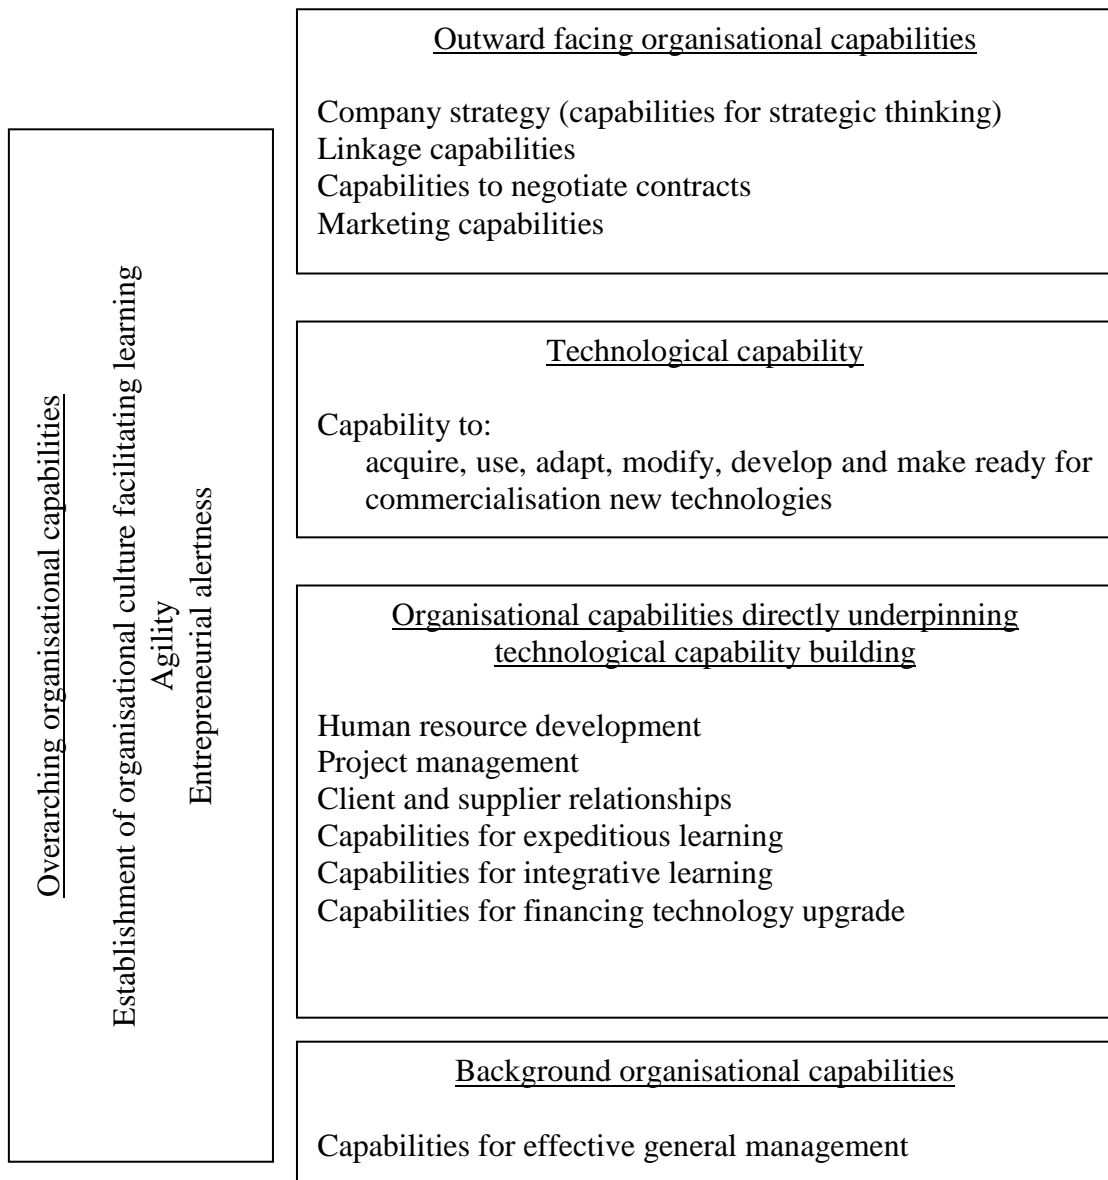 Overarching organisational capabilities
Establishment of organisational culture facilitating learning
Agility
Entrepreneurial alertness
Outward facing organisational capabilities
Company strategy (capabilities for strategic thinking)
Linkage capabilities
Capabilities to negotiate contracts
Marketing capabilities
Technological capability
Capability to:
acquire, use, adapt, modify, develop and make ready for
commercialisation new technologies
Organisational capabilities directly underpinning
technological capability building
Human resource development
Project management
Client and supplier relationships
Capabilities for expeditious learning
Capabilities for integrative learning
Capabilities for financing technology upgrade
Background organisational capabilities
Capabilities for effective general management